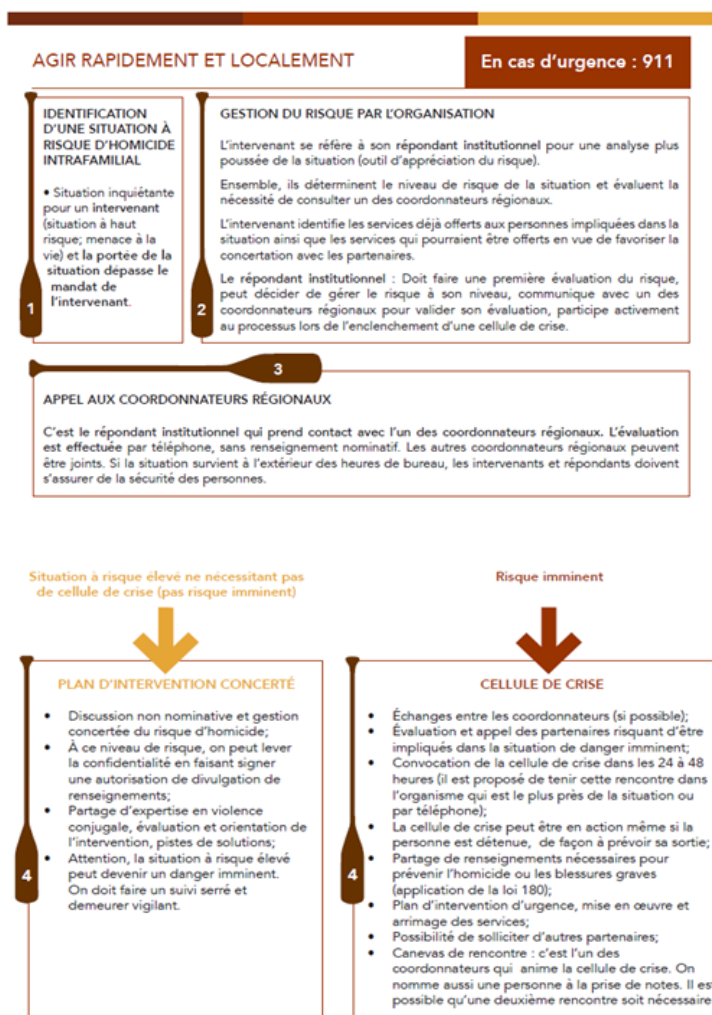 AGIR RAPIDEMENT ET LOCALEMENT
En cas d'urgence : 911
IDENTIFICATION
D'UNE SITUATION À
RISQUE D'HOMICIDE
INTRAFAMILIAL
• Situation inquiétante
pour un intervenant
(situation à haut
risque; menace à la
vie) et la portée de la
situation dépasse le
mandat de
l'intervenant.
1
GESTION DU RISQUE PAR L'ORGANISATION
L'intervenant se réfère à son répondant institutionnel pour une analyse plus
poussée de la situation (outil d'appréciation du risque).
Ensemble, ils déterminent le niveau de risque de la situation et évaluent la
nécessité de consulter un des coordonnateurs régionaux.
L'intervenant identifie les services déjà offerts aux personnes impliquées dans la
situation ainsi que les services qui pourraient être offerts en vue de favoriser la
concertation avec les partenaires.
Le répondant institutionnel : Doit faire une première évaluation du risque,
peut décider de gérer le risque à son niveau, communique avec un des
coordonnateurs régionaux pour valider son évaluation, participe activement
au processus lors de l'enclenchement d'une cellule de crise.
2
3
APPEL AUX COORDONNATEURS RÉGIONAUX
C'est le répondant institutionnel qui prend contact avec l'un des coordonnateurs régionaux. L'évaluation
est effectuée par téléphone, sans renseignement nominatif. Les autres coordonnateurs régionaux peuvent
être joints. Si la situation survient à l'extérieur des heures de bureau, les intervenants et répondants doivent
s'assurer de la sécurité des personnes.
Situation à risque élevé ne nécessitant pas
de cellule de crise (pas risque imminent)
PLAN D'INTERVENTION CONCERTÉ
• Discussion non nominative et gestion
concertée du risque d'homicide;
• À ce niveau de risque, on peut lever
la confidentialité en faisant signer
une autorisation de divulgation de
renseignements;
• Partage d'expertise en violence
conjugale, évaluation et orientation de
l'intervention, pistes de solutions;
• Attention, la situation à risque élevé
peut devenir un danger imminent.
On doit faire un suivi serré et
demeurer vigilant.
4
Risque imminent
CELLULE DE CRISE
• Échanges entre les coordonnateurs (si possible);
• Évaluation et appel des partenaires risquant d'être
impliqués dans la situation de danger imminent;
• Convocation de la cellule de crise dans les 24 à 48
heures (il est proposé de tenir cette rencontre dans
l'organisme qui est le plus près de la situation ou
par téléphone);
• La cellule de crise peut être en action même si la
personne est détenue, de façon à prévoir sa sortie;
• Partage de renseignements nécessaires pour
prévenir l'homicide ou les blessures graves
(application de la loi 180);
• Plan d'intervention d'urgence, mise en œuvre et
arrimage des services;
• Possibilité de solliciter d'autres partenaires;
• Canevas de rencontre : c'est l'un des
coordonnateurs qui anime la cellule de crise. On
nomme aussi une personne à la prise de notes. Il est
possible qu'une deuxième rencontre soit nécessaire
4